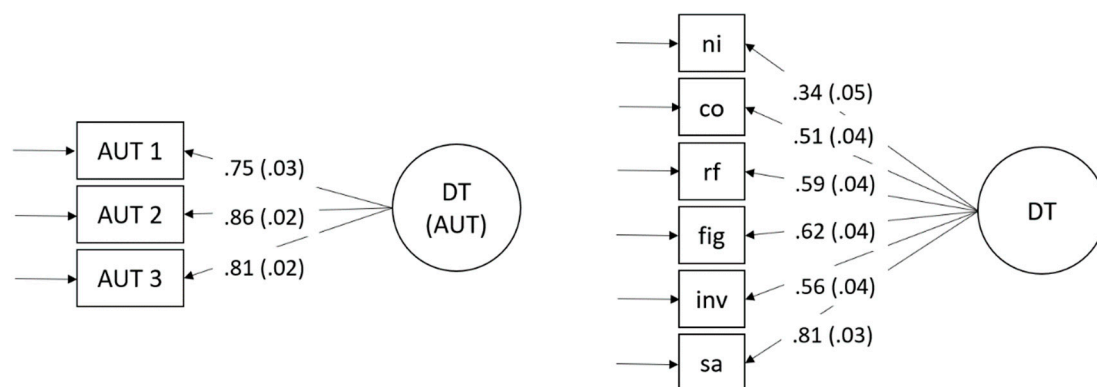 AUT 1
AUT 2
AUT 3
.75 (.03)
.86 (.02)
.81 (.02)
DT
(AUT)
ni
co
rf
fig
inv
sa
.34 (.05)
.51 (.04)
.59 (.04)
.62 (.04)
.56 (.04)
.81 (.03)
DT